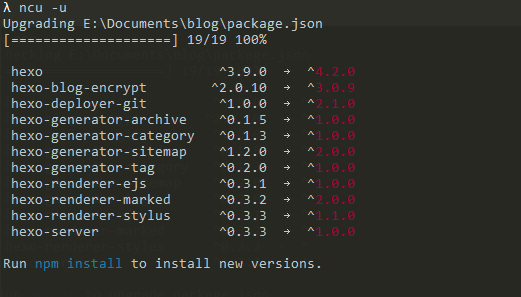 λ ncu -u
Upgrading E:\Documents\blog\package.json
[====================] 19/19 100%
hexo ^3.9.0 → ^4.2.0
hexo-blog-encrypt ^2.0.10 → ^3.0.9
hexo-deployer-git ^1.0.0 → ^2.1.0
hexo-generator-archive ^0.1.5 → ^1.0.0
hexo-generator-category ^0.1.3 → ^1.0.0
hexo-generator-sitemap ^1.2.0 → ^2.0.0
hexo-generator-tag ^0.2.0 → ^1.0.0
hexo-renderer-ejs ^0.3.1 → ^1.0.0
hexo-renderer-marked ^0.3.2 → ^2.0.0
hexo-renderer-stylus ^0.3.3 → ^1.1.0
hexo-server ^0.3.3 → ^1.0.0
Run npm install to install new versions.